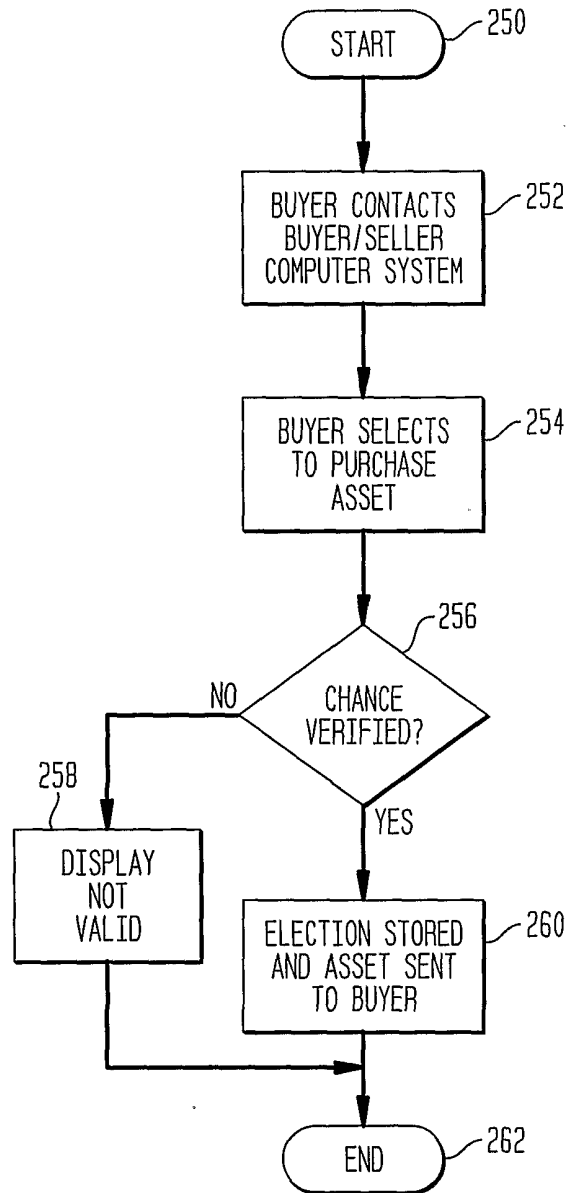 START
250
BUYER CONTACTS
BUYER/SELLER
COMPUTER SYSTEM
252
BUYER SELECTS
TO PURCHASE
ASSET
254
256
CHANCE
VERIFIED?
NO
YES
258
DISPLAY
NOT
VALID
ELECTION STORED
AND ASSET SENT
TO BUYER
260
END
262